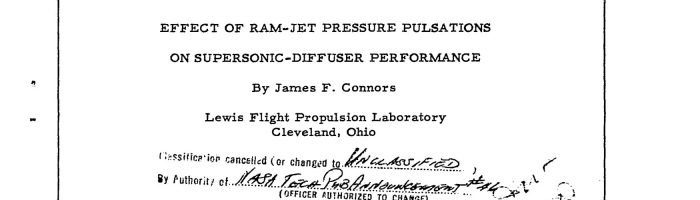 EFFECT OF RAM-JET PRESSURE PULSATIONS
ON SUPERSONIC-DIFFUSER PERFORMANCE
By James F. Connors
Lewis Flight Propulsion Laboratory
Cleveland, Ohio
Classification cancelled (or changed to UNCLASSIFIED
By Authority of NASA TECH PUB ANNOUNCEMENT
(OFFICER AUTHORIZED TO CHANGE)